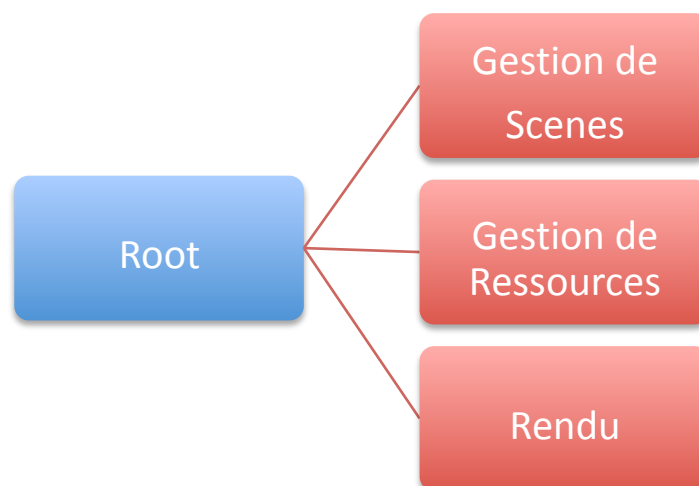 Root
Gestion de
Scenes
Gestion de
Ressources
Rendu